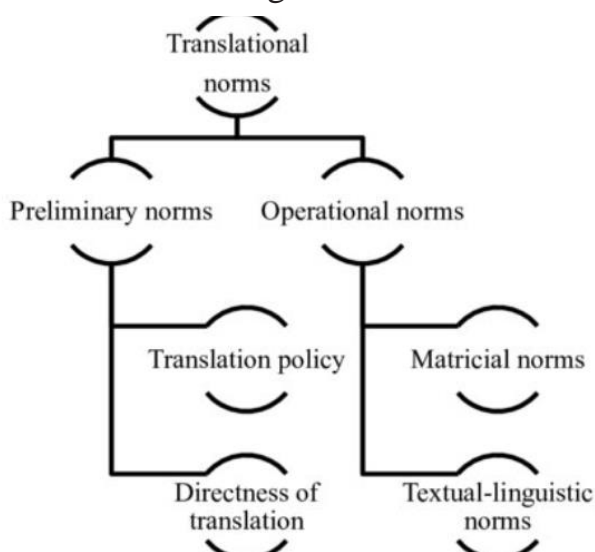 Translational
norms
Preliminary norms
Operational norms
Translation policy
Matricial norms
Directness of
translation
Textual-linguistic
norms